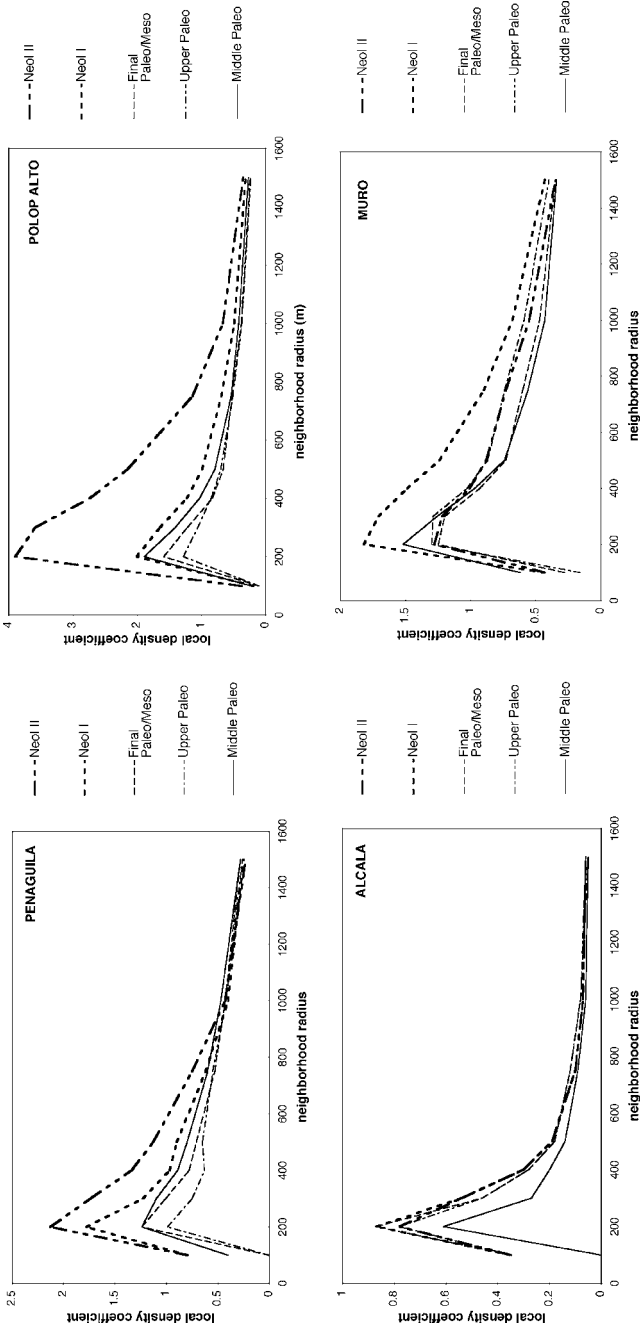 PENAGUILA
local density coefficient
2.5
2
1.5
1
0.5
0
0
200
400
600
800
1000
1200
1400
1600
neighborhood radius
Neol II
Neol I
Final
Paleo/Meso
Upper Paleo
Middle Paleo
POLOP ALTO
local density coefficient
4
3
2
1
0
0
200
400
600
800
1000
1200
1400
1600
neighborhood radius (m)
Neol II
Neol I
Final
Paleo/Meso
Upper Paleo
Middle Paleo
ALCALA
local density coefficient
1
0.8
0.6
0.4
0.2
0
0
200
400
600
800
1000
1200
1400
1600
neighborhood radius
Neol II
Neol I
Final
Paleo/Meso
Upper Paleo
Middle Paleo
MURO
local density coefficient
2
1.5
1
0.5
0
0
200
400
600
800
1000
1200
1400
1600
neighborhood radius
Neol II
Neol I
Final
Paleo/Meso
Upper Paleo
Middle Paleo